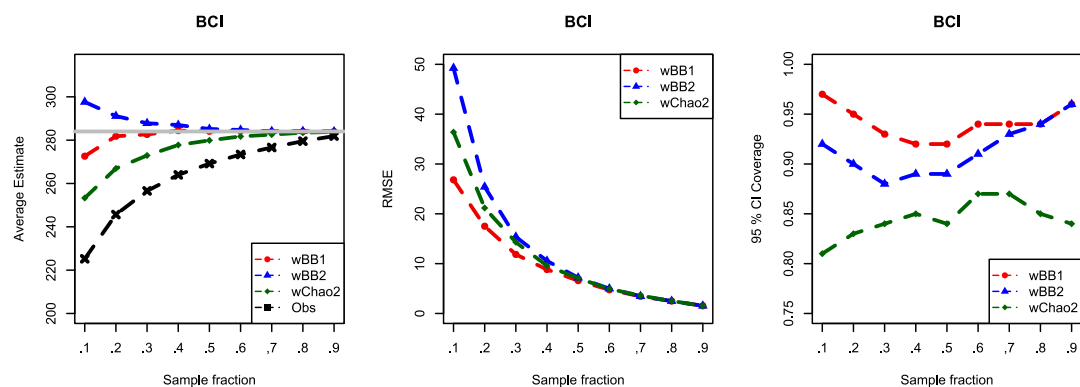 BCI
Average Estimate
300
280
260
240
220
200
wBB1
wBB2
wChao2
Obs
.1 .2 .3 .4 .5 .6 ,7 .8 .9
Sample fraction
BCI
RMSE
50
40
30
20
10
0
wBB1
wBB2
wChao2
.1 .2 .3 .4 .5 .6 ,7 .8 .9
Sample fraction
BCI
95 % CI Coverage
1.00
0.95
0.90
0.85
0.80
0.75
wBB1
wBB2
wChao2
.1 .2 .3 .4 .5 .6 ,7 .8 .9
Sample fraction